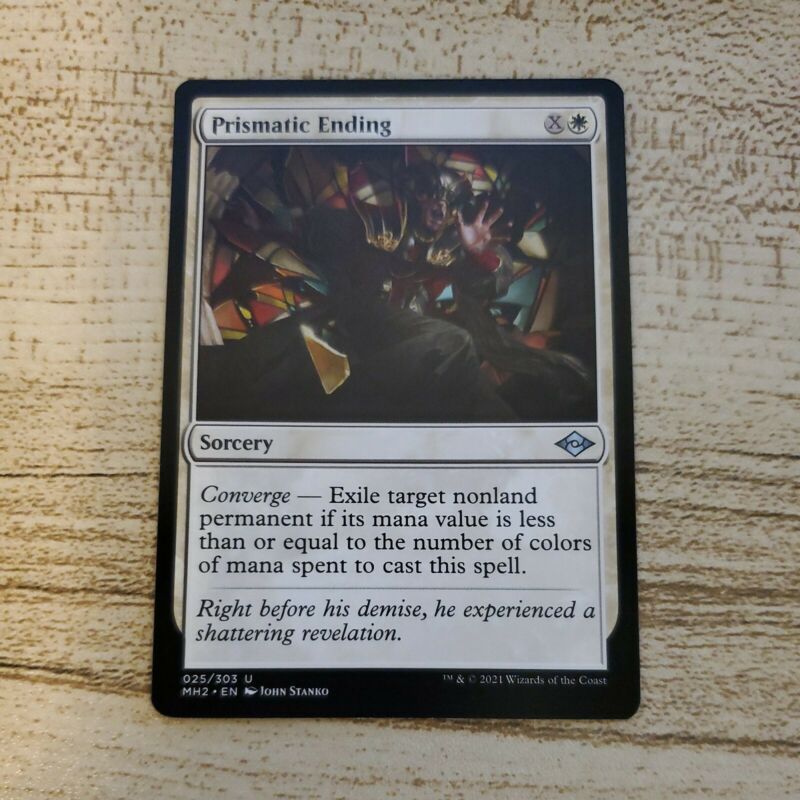 Prismatic Ending X
Sorcery
Converge — Exile target nonland
permanent if its mana value is less
than or equal to the number of colors
of mana spent to cast this spell.
Right before his demise, he experienced a
shattering revelation.
025/303 U
MH2 • EN John Stanko
™ & © 2021 Wizards of the Coast